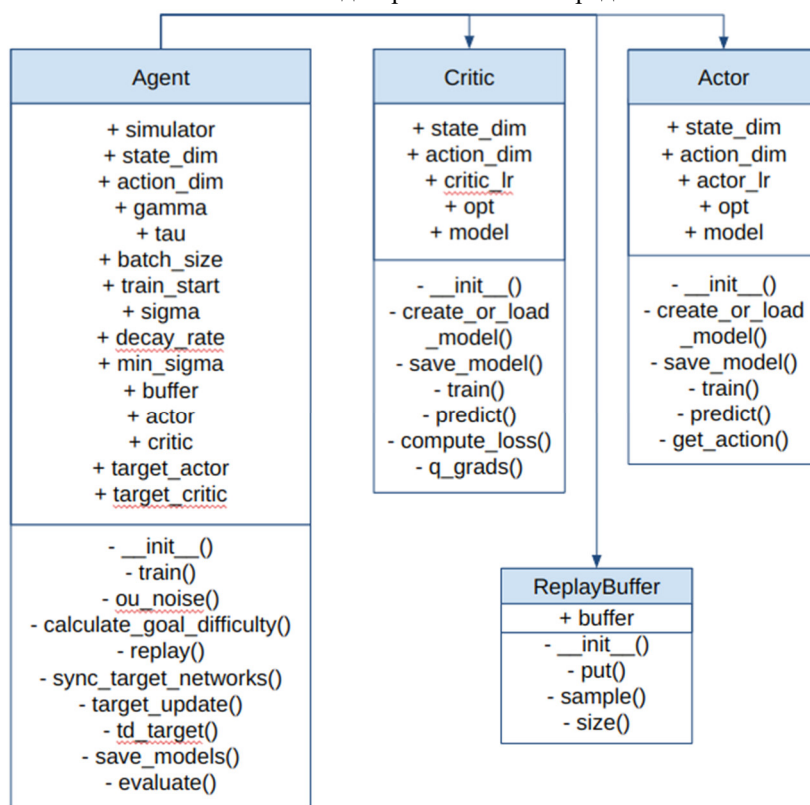 Agent
+ simulator
+ state_dim
+ action_dim
+ gamma
+ tau
+ batch_size
+ train_start
+ sigma
+ decay_rate
+ min_sigma
+ buffer
+ actor
+ critic
+ target_actor
+ target_critic
- __init__()
- train()
- ou_noise()
- calculate_goal_difficulty()
- replay()
- sync_target_networks()
- target_update()
- td_target()
- save_models()
- evaluate()
Critic
+ state_dim
+ action_dim
+ critic_lr
+ opt
+ model
- __init__()
- create_or_load
_model()
- save_model()
- train()
- predict()
- compute_loss()
- q_grads()
Actor
+ state_dim
+ action_dim
+ actor_lr
+ opt
+ model
- __init__()
- create_or_load
_model()
- save_model()
- train()
- predict()
- get_action()
ReplayBuffer
+ buffer
- __init__()
- put()
- sample()
- size()